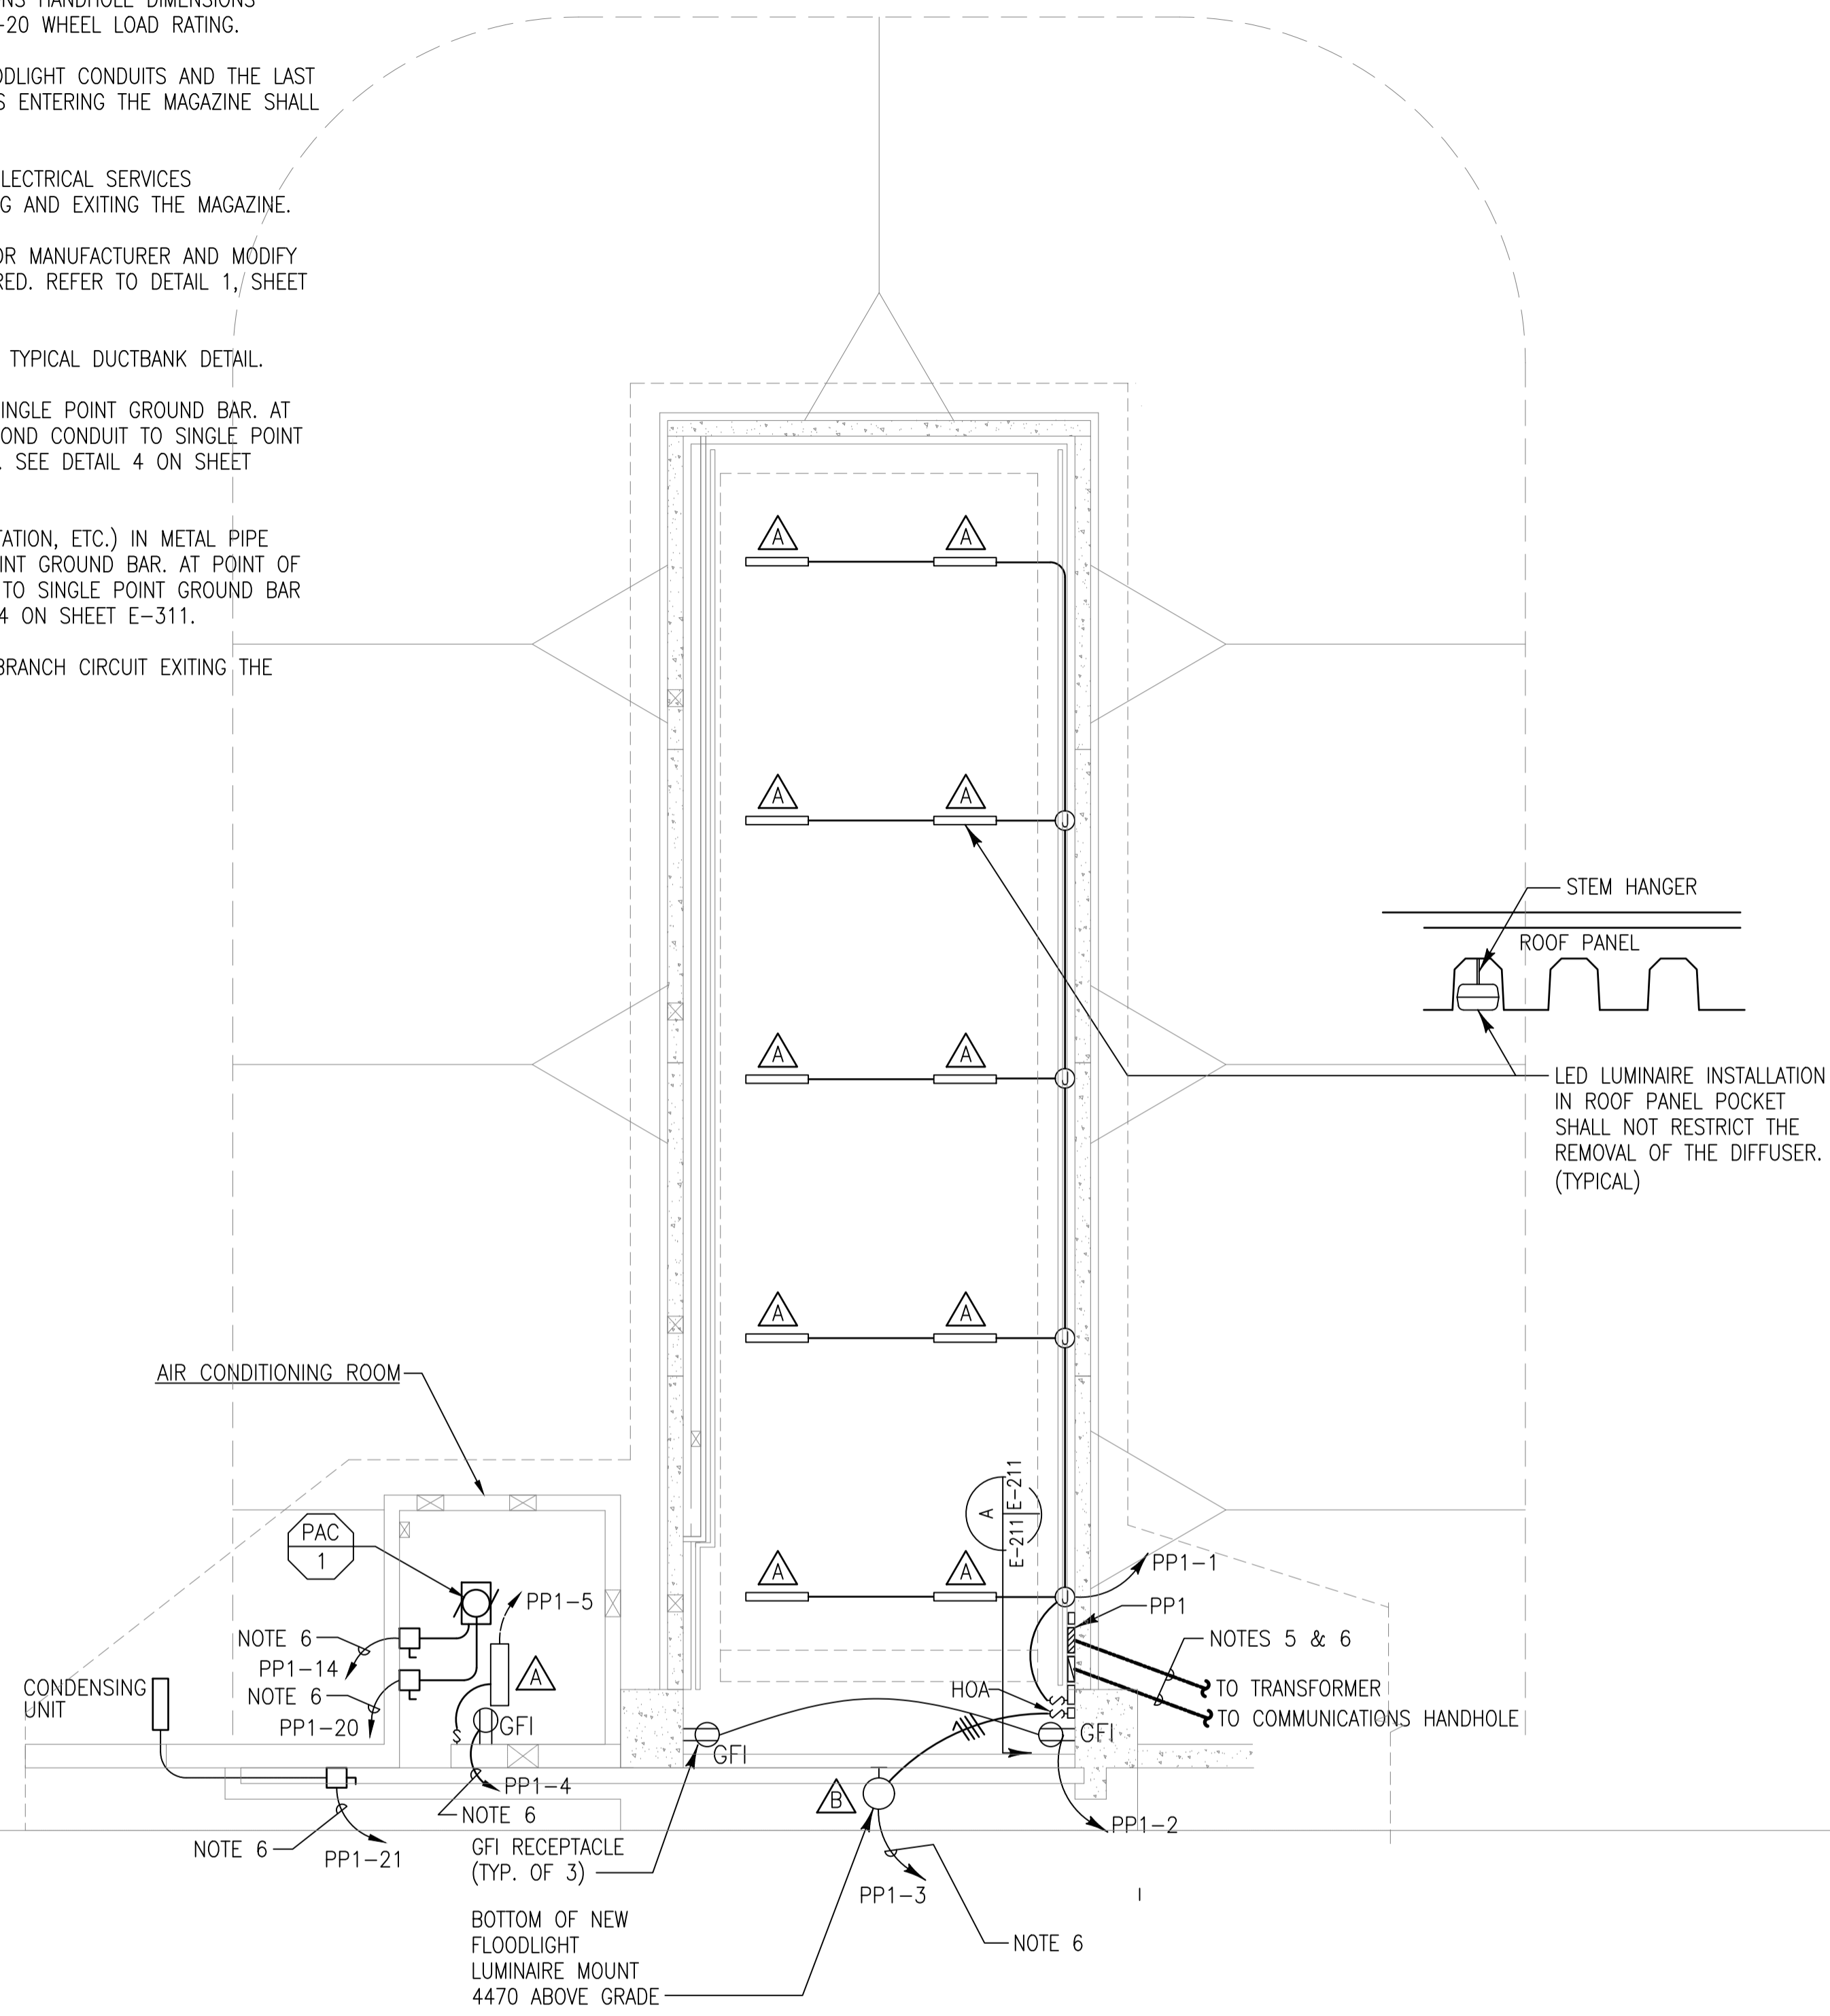 -20 WHEEL LOAD RATING.
ODLIGHT CONDUITS AND THE LAST
S ENTERING THE MAGAZINE SHALL
LECTRICAL SERVICES
G AND EXITING THE MAGAZINE.
OR MANUFACTURER AND MODIFY
RED. REFER TO DETAIL 1, SHEET
TYPICAL DUCTBANK DETAIL.
SINGLE POINT GROUND BAR. AT
OND CONDUIT TO SINGLE POINT
. SEE DETAIL 4 ON SHEET
TATION, ETC.) IN METAL PIPE
INT GROUND BAR. AT POINT OF
TO SINGLE POINT GROUND BAR
4 ON SHEET E-311.
BRANCH CIRCUIT EXITING THE
A
A
A
A
J
STEM HANGER
ROOF PANEL
A
A
J
LED LUMINAIRE INSTALLATION
IN ROOF PANEL POCKET
SHALL NOT RESTRICT THE
REMOVAL OF THE DIFFUSER.
(TYPICAL)
A
A
J
AIR CONDITIONING ROOM
A
E-211
E-211
PAC
1
A
A
J
PP1-1
PP1-5
PP1
NOTE 6
PP1-14
NOTES 5 & 6
A
CONDENSING
UNIT
NOTE 6
PP1-20
HOA
TO TRANSFORMER
TO COMMUNICATIONS HANDHOLE
S
GFI
GFI
GFI
PP1-4
NOTE 6
B
PP1-2
NOTE 6
PP1-21
GFI RECEPTACLE
(TYP. OF 3)
PP1-3
BOTTOM OF NEW
FLOODLIGHT
LUMINAIRE MOUNT
4470 ABOVE GRADE
NOTE 6